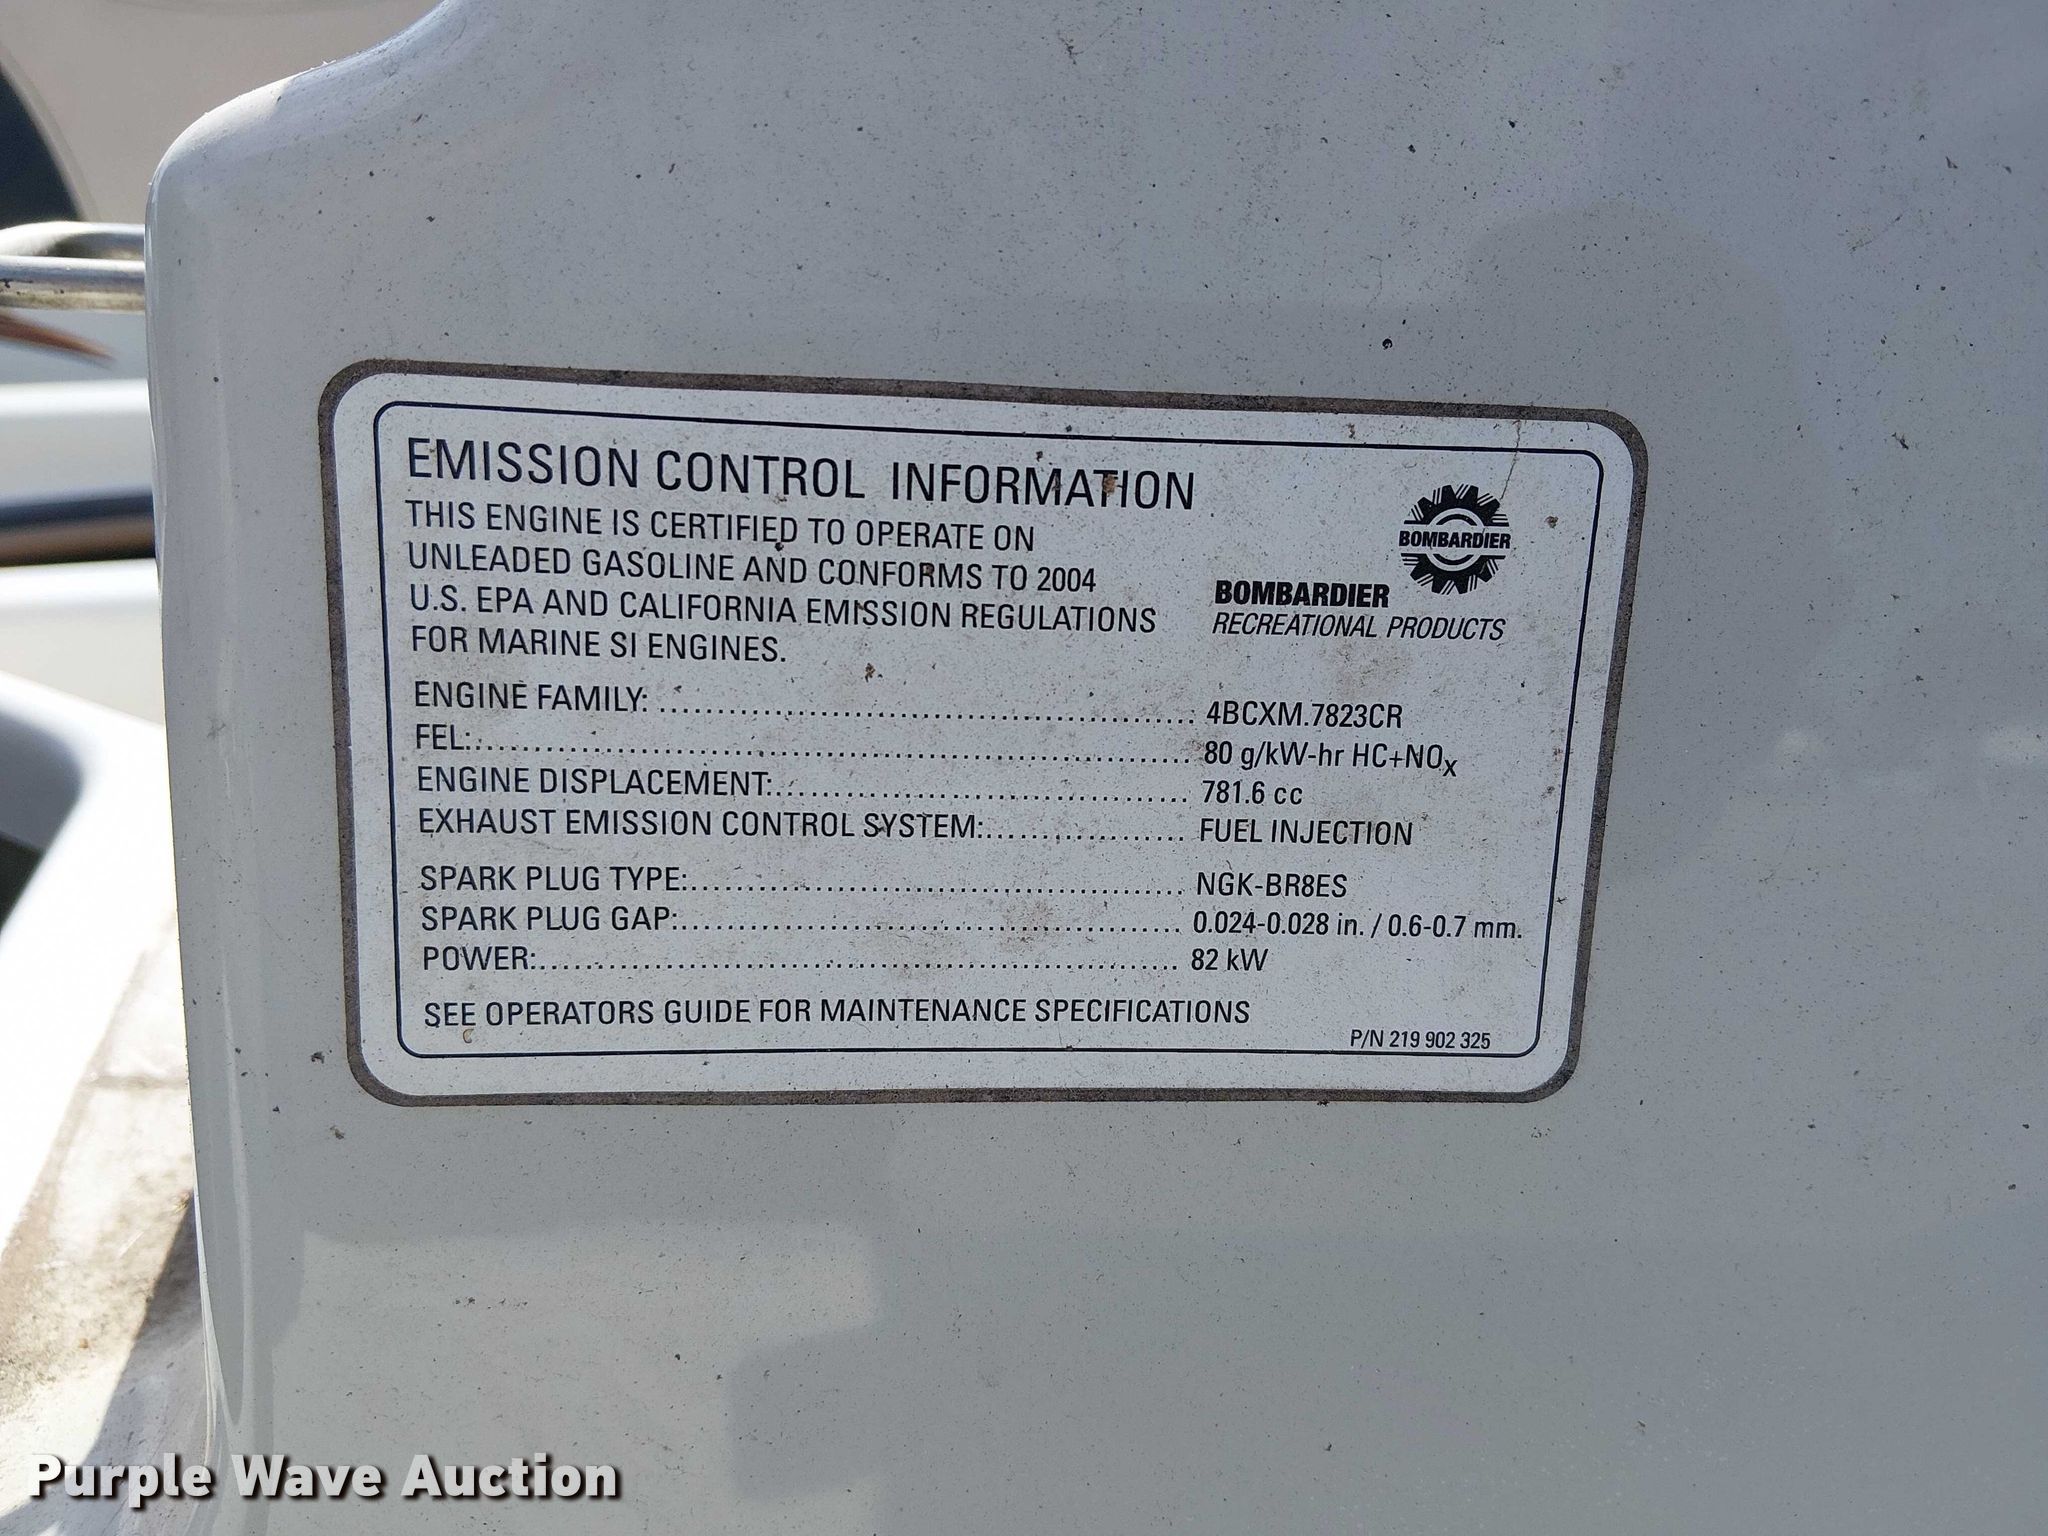 EMISSION CONTROL INFORMATION
THIS ENGINE IS CERTIFIED TO OPERATE ON
UNLEADED GASOLINE AND CONFORMS TO 2004
U.S. EPA AND CALIFORNIA EMISSION REGULATIONS
FOR MARINE SI ENGINES.
BOMBARDIER
BOMBARDIER
RECREATIONAL PRODUCTS
ENGINE FAMILY: ................................................ 4BCXM.7823CR
FEL:................................................................ 80 g/kW-hr HC+NOx
ENGINE DISPLACEMENT:..................................... 781.6 cc
EXHAUST EMISSION CONTROL SYSTEM:.................. FUEL INJECTION
SPARK PLUG TYPE:............................................. NGK-BR8ES
SPARK PLUG GAP:.............................................. 0.024-0.028 in. / 0.6-0.7 mm.
POWER:........................................................... 82 kW
SEE OPERATORS GUIDE FOR MAINTENANCE SPECIFICATIONS
P/N 219 902 325
Purple Wave Auction